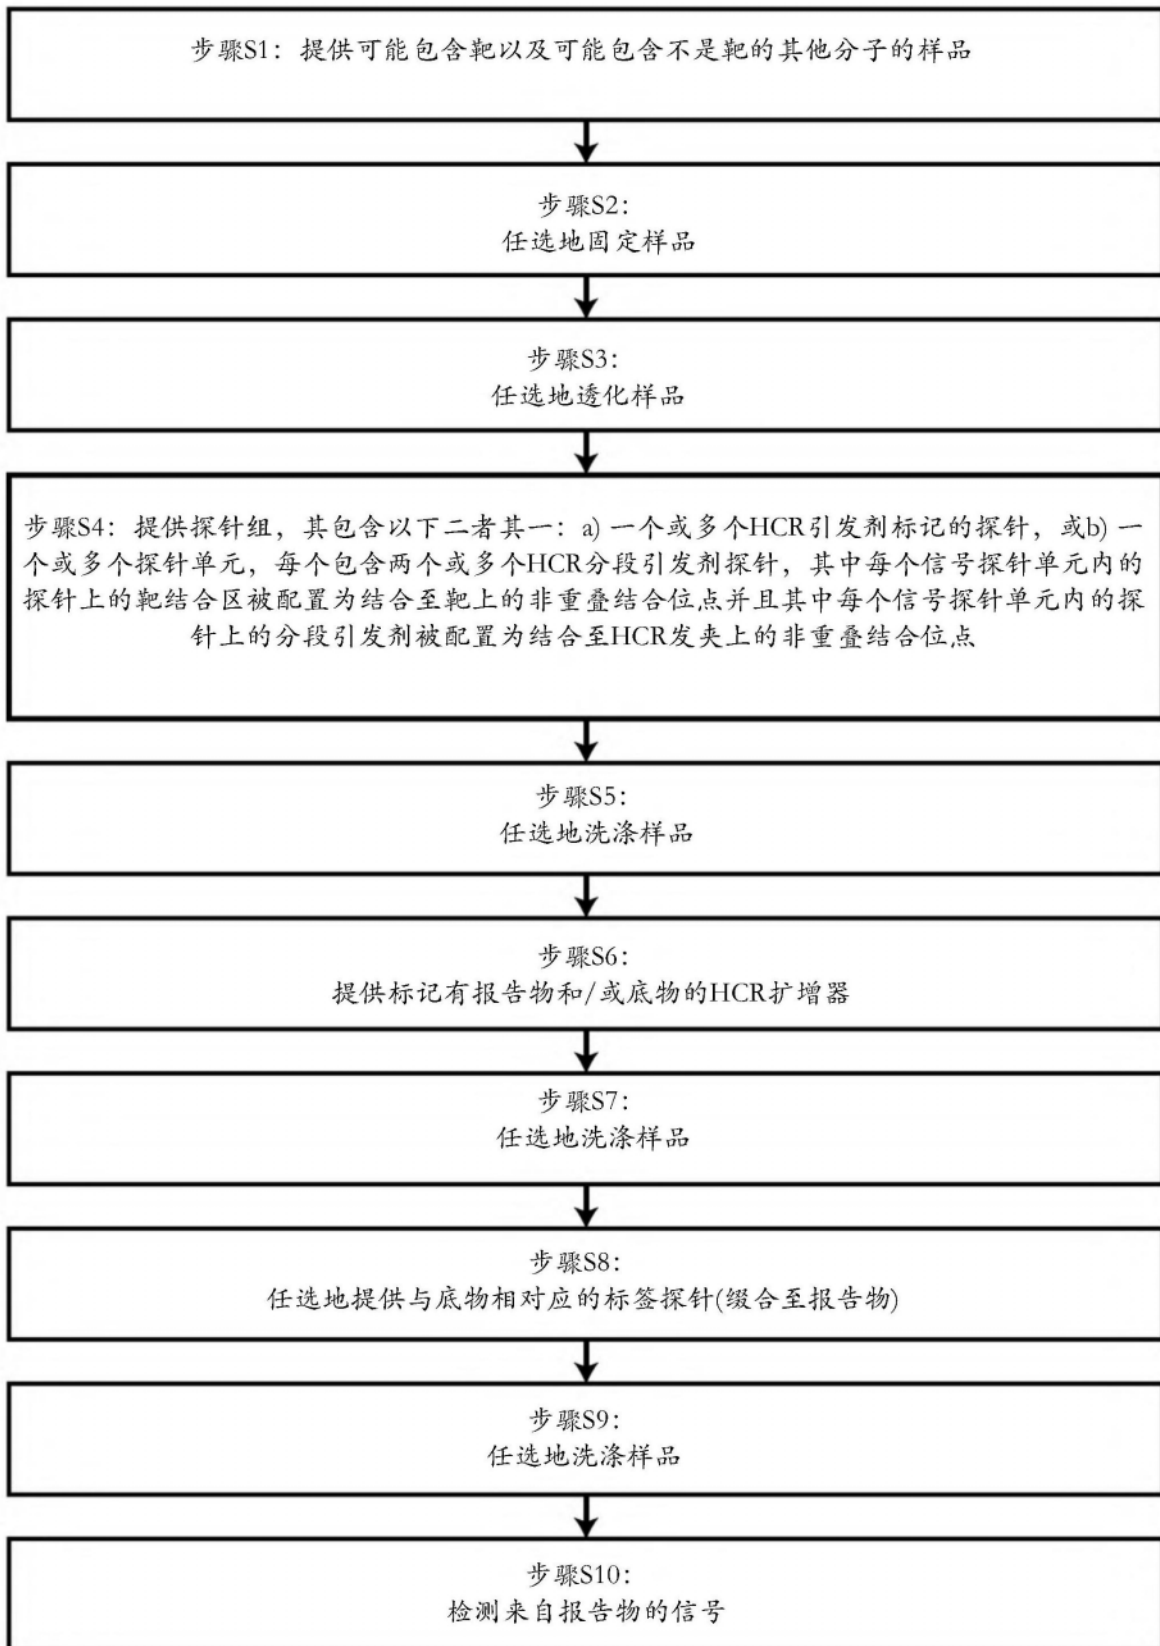 步骤S1：提供可能包含靶以及可能包含不是靶的其他分子的样品
步骤S2：
任选地固定样品
步骤S3：
任选地透化样品
步骤S4：提供探针组，其包含以下二者其一：a) 一个或多个HCR引发剂标记的探针，或b) 一
个或多个探针单元，每个包含两个或多个HCR分段引发剂探针，其中每个信号探针单元内的
探针上的靶结合区被配置为结合至靶上的非重叠结合位点并且其中每个信号探针单元内的探
针上的分段引发剂被配置为结合至HCR发夹上的非重叠结合位点
步骤S5：
任选地洗涤样品
步骤S6：
提供标记有报告物和/或底物的HCR扩增器
步骤S7：
任选地洗涤样品
步骤S8：
任选地提供与底物相对应的标签探针(缀合至报告物)
步骤S9：
任选地洗涤样品
步骤S10：
检测来自报告物的信号